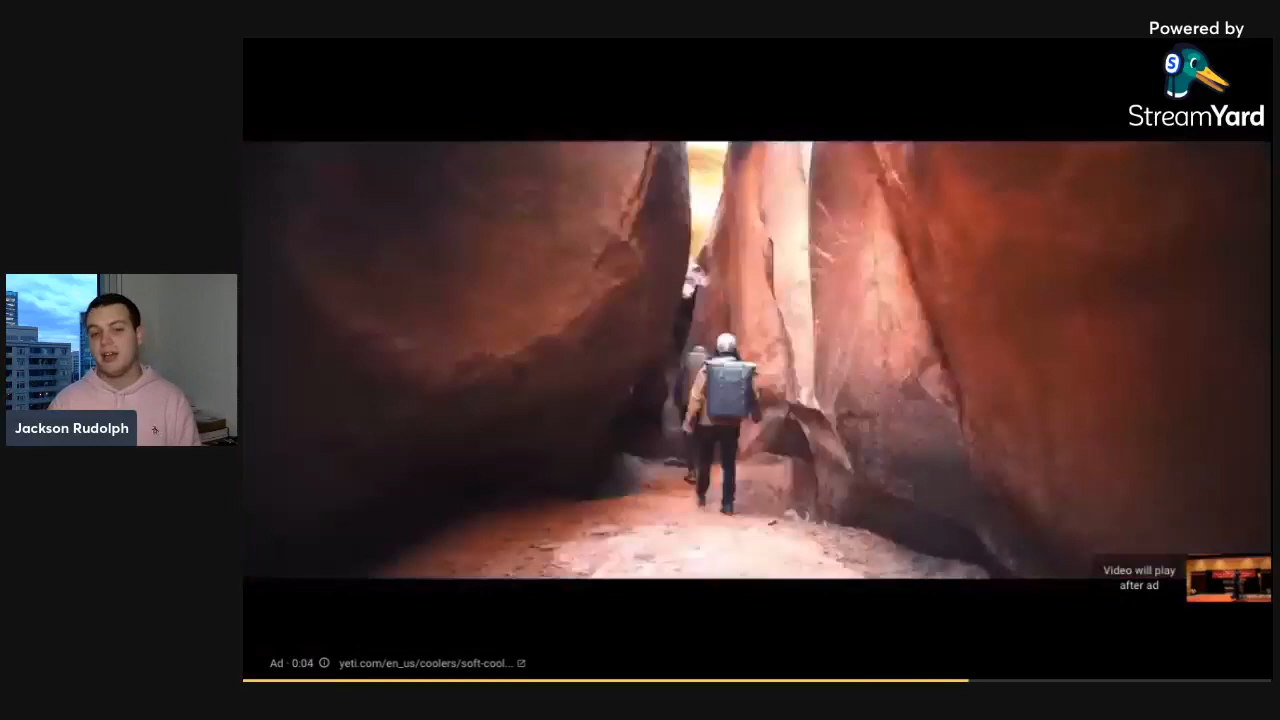 Powered by
S
StreamYard
Jackson Rudolph
Video will play
after ad
Ad · 0:04 yeti.com/en_us/coolers/soft-cool...